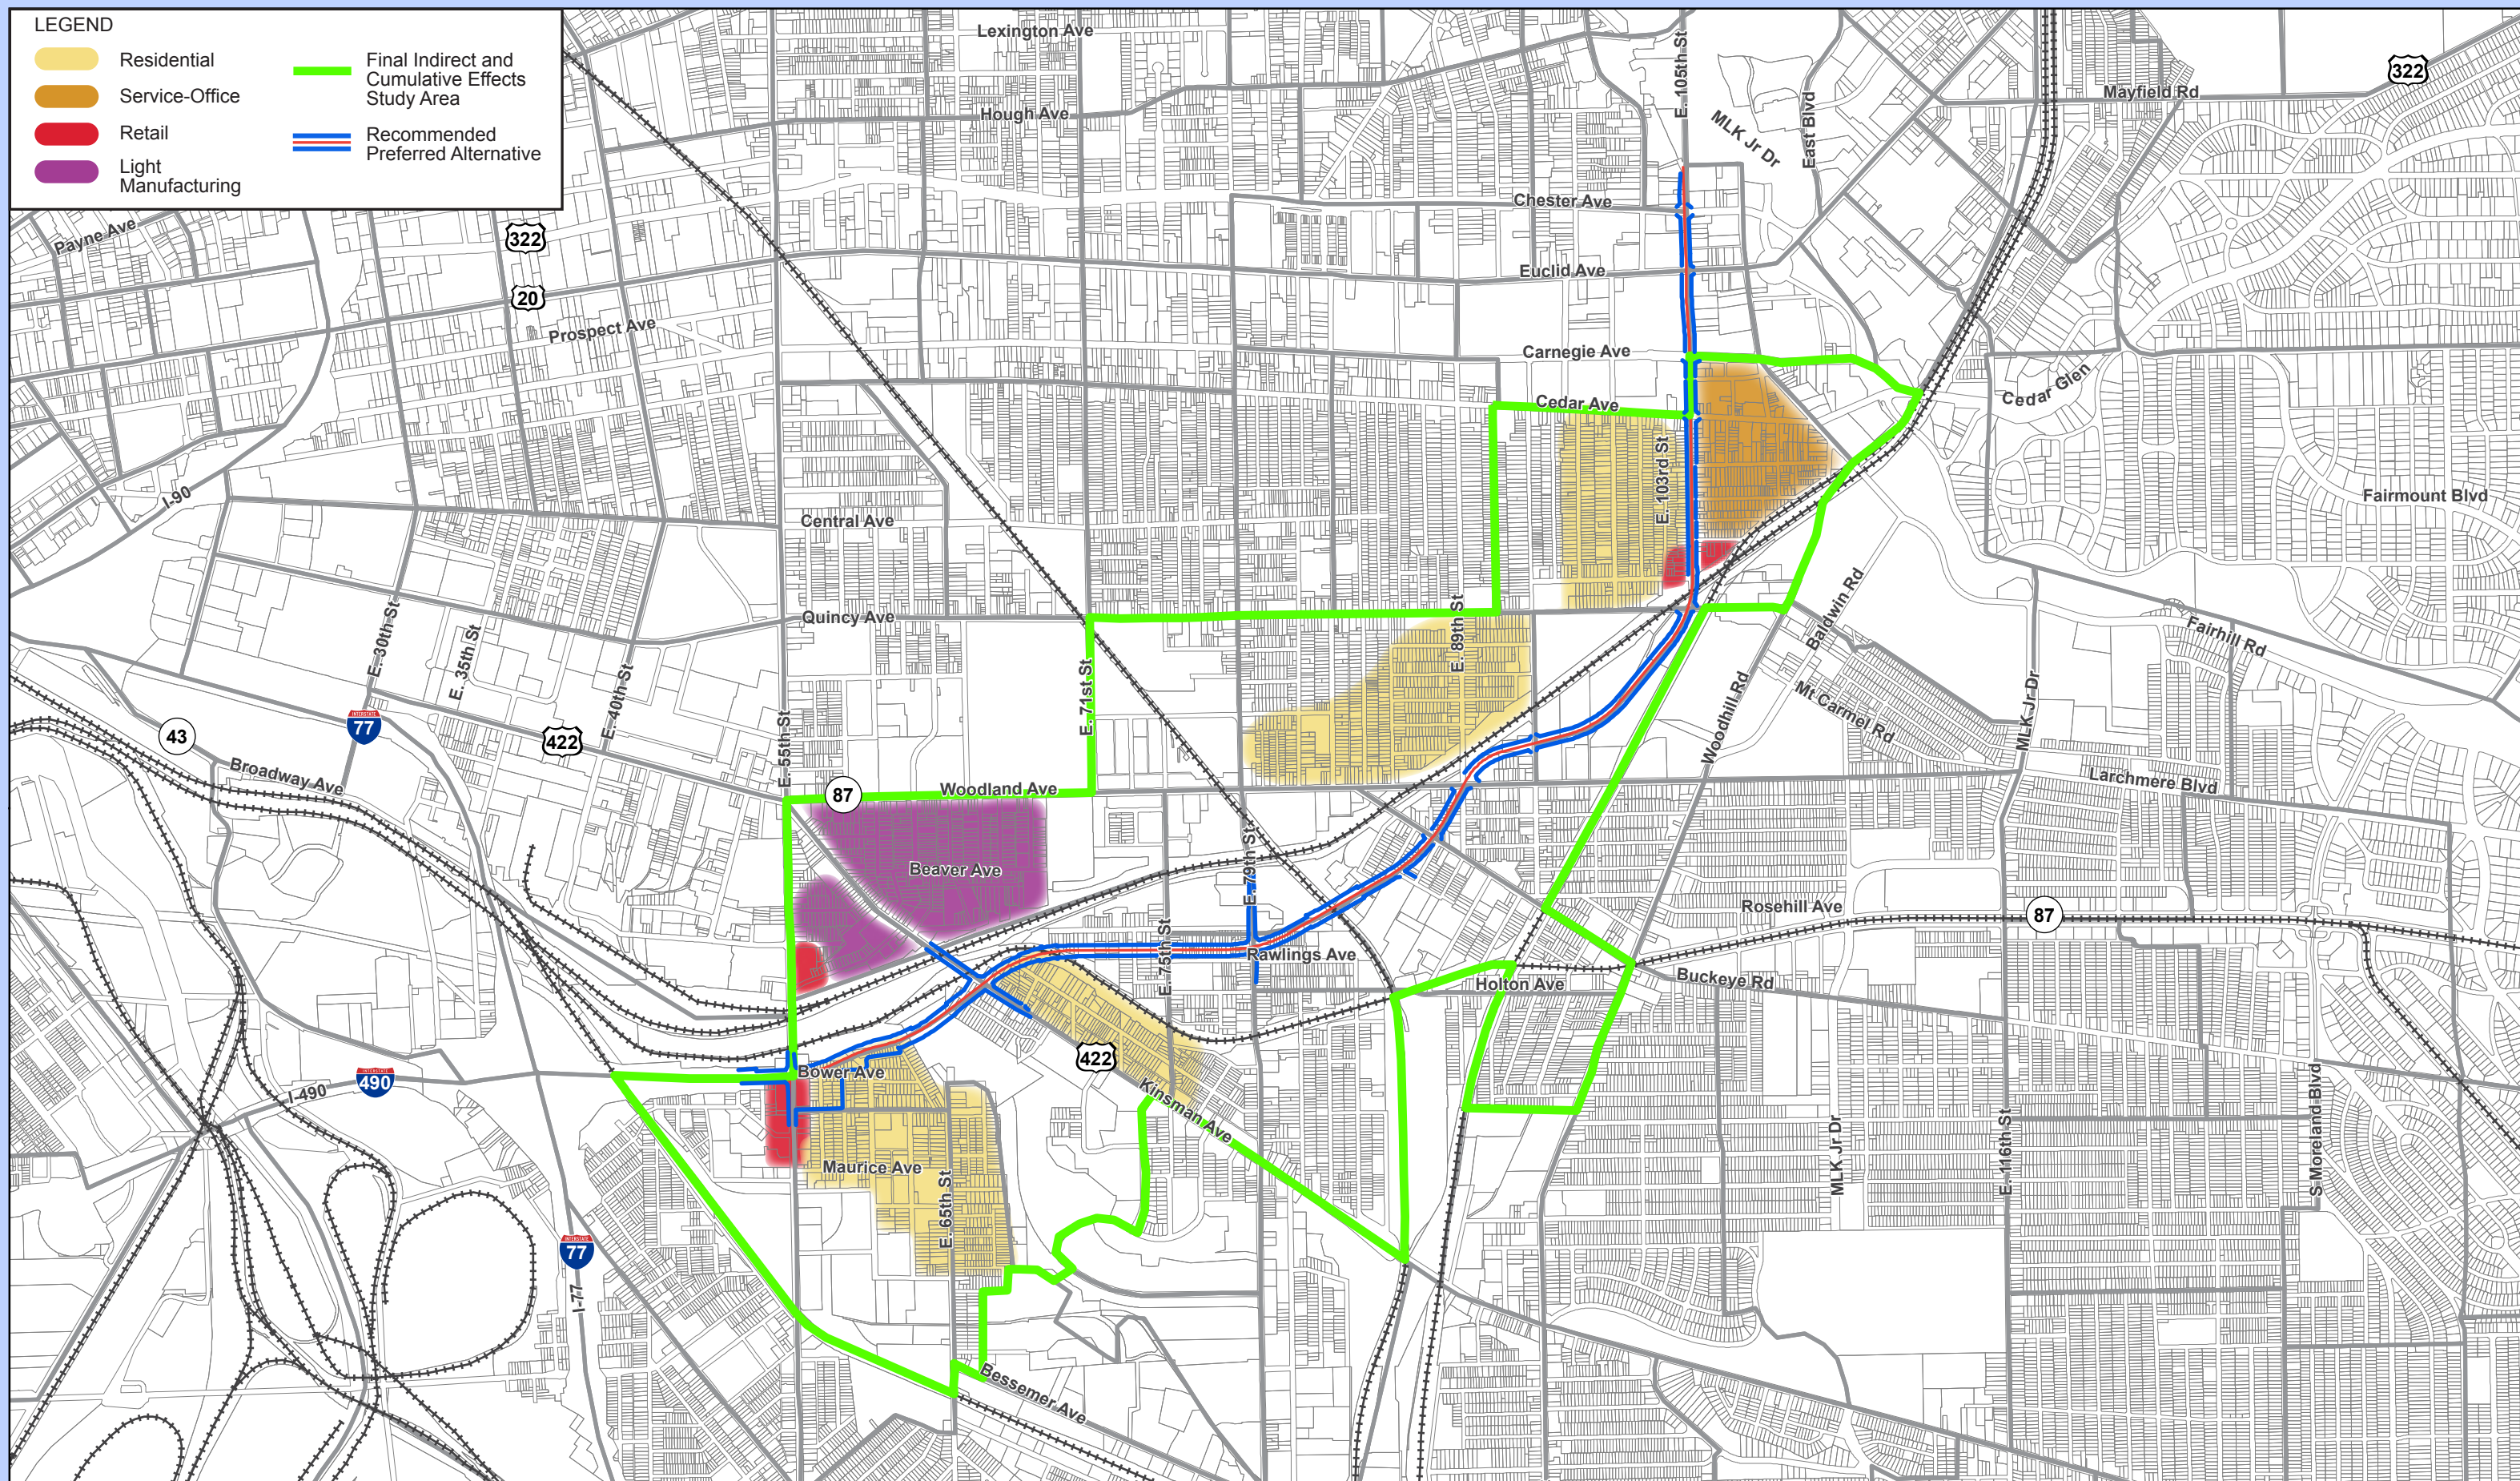 LEGEND
Residential
Service-Office
Retail
Light
Manufacturing
Final Indirect and
Cumulative Effects
Study Area
Recommended
Preferred Alternative
Lexington Ave
Hough Ave
E. 105th St
MLK Jr Dr
East Blvd
Mayfield Rd
322
Payne Ave
322
20
Prospect Ave
Chester Ave
Euclid Ave
Carnegie Ave
Cedar Ave
Cedar Glen
E. 103rd St
I-90
Central Ave
Fairmount Blvd
Quincy Ave
E. 30th St
E. 35th St
E. 40th St
E. 55th St
E. 71st St
E. 89th St
Baldwin Rd
Fairhill Rd
Mt Carmel Rd
Woodhill Rd
MLK Jr Dr
43
77
422
Broadway Ave
87
Woodland Ave
Larchmere Blvd
Beaver Ave
E. 79th St
Rosehill Ave
87
E. 75th St
Rawlings Ave
Holton Ave
Buckeye Rd
I-490
490
Bower Ave
422
Kinsman Ave
Maurice Ave
E. 65th St
MLK Jr Dr
E. 116th St
S Moreland Blvd
77
I-77
Bessemer Ave